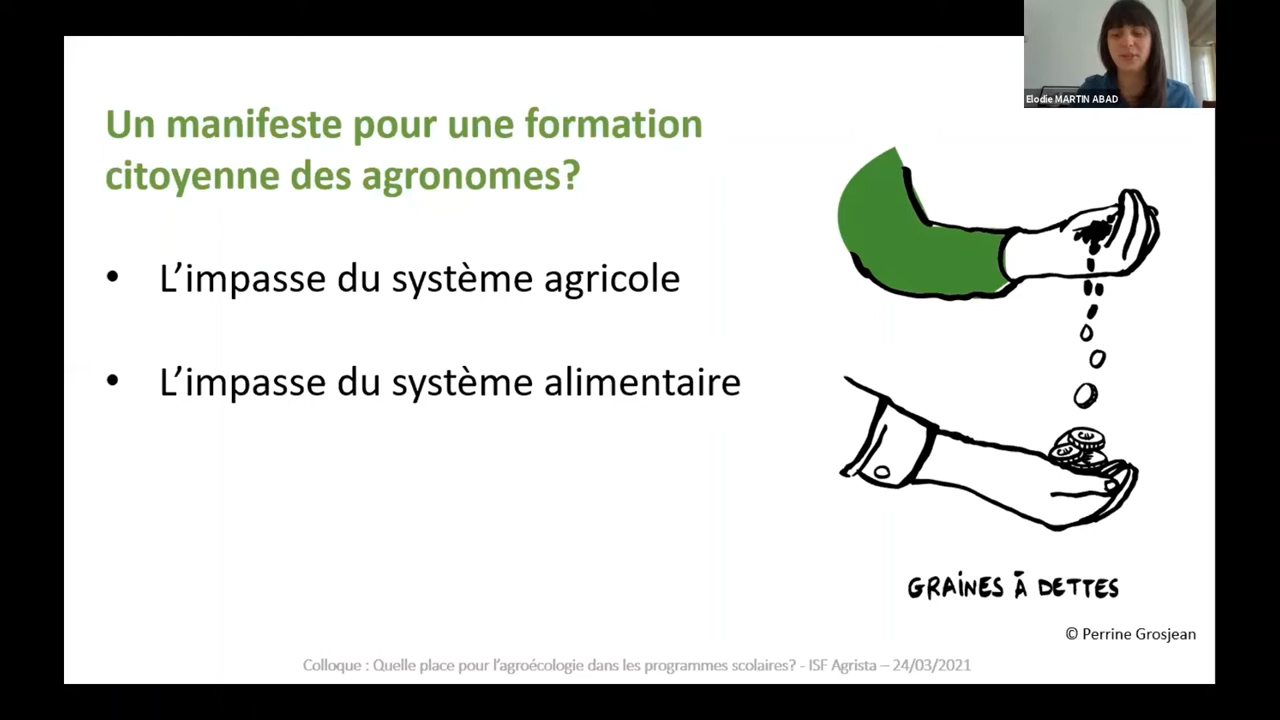 Elodie MARTIN ABAD
Un manifeste pour une formation
citoyenne des agronomes?
• L’impasse du système agricole
• L’impasse du système alimentaire
GRAINES À DETTES
© Perrine Grosjean
Colloque : Quelle place pour l’agroécologie dans les programmes scolaires? - ISF Agrista – 24/03/2021